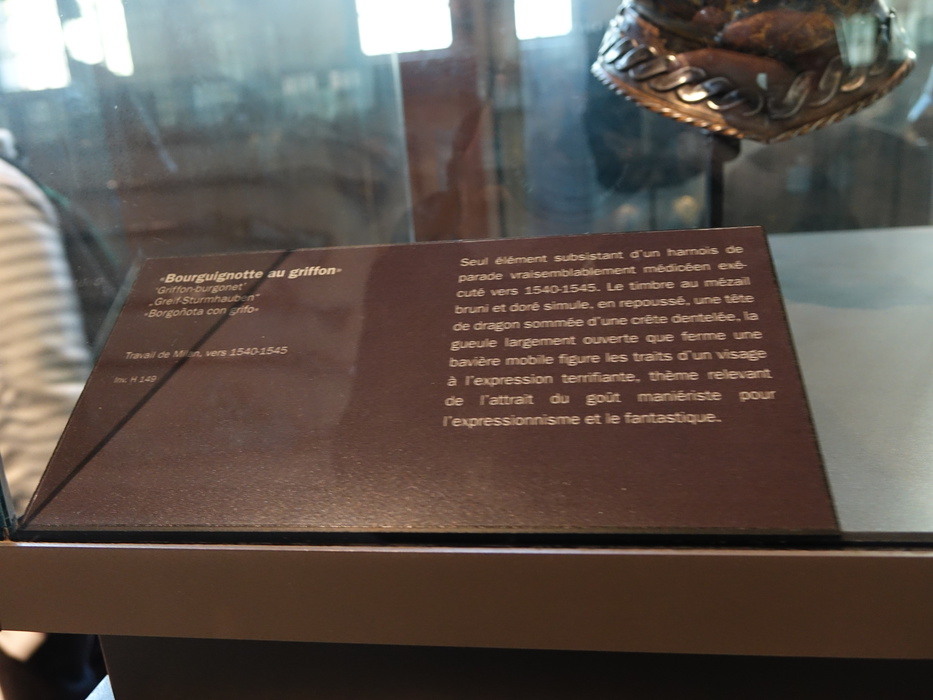 «Bourguignotte au griffon»
'Griffon-burgonet'
„Greif-Sturmhauben"
«Borgoñota con grifo»
Travail de Milan, vers 1540-1545
Inv. H 149
Seul élément subsistant d'un harnois de
parade vraisemblablement médicéen exé-
cuté vers 1540-1545. Le timbre au mézail
bruni et doré simule, en repoussé, une tête
de dragon sommée d'une crête dentelée, la
gueule largement ouverte que ferme une
bavière mobile figure les traits d'un visage
à l'expression terrifiante, thème relevant
de l'attrait du goût maniériste pour
l'expressionnisme et le fantastique.